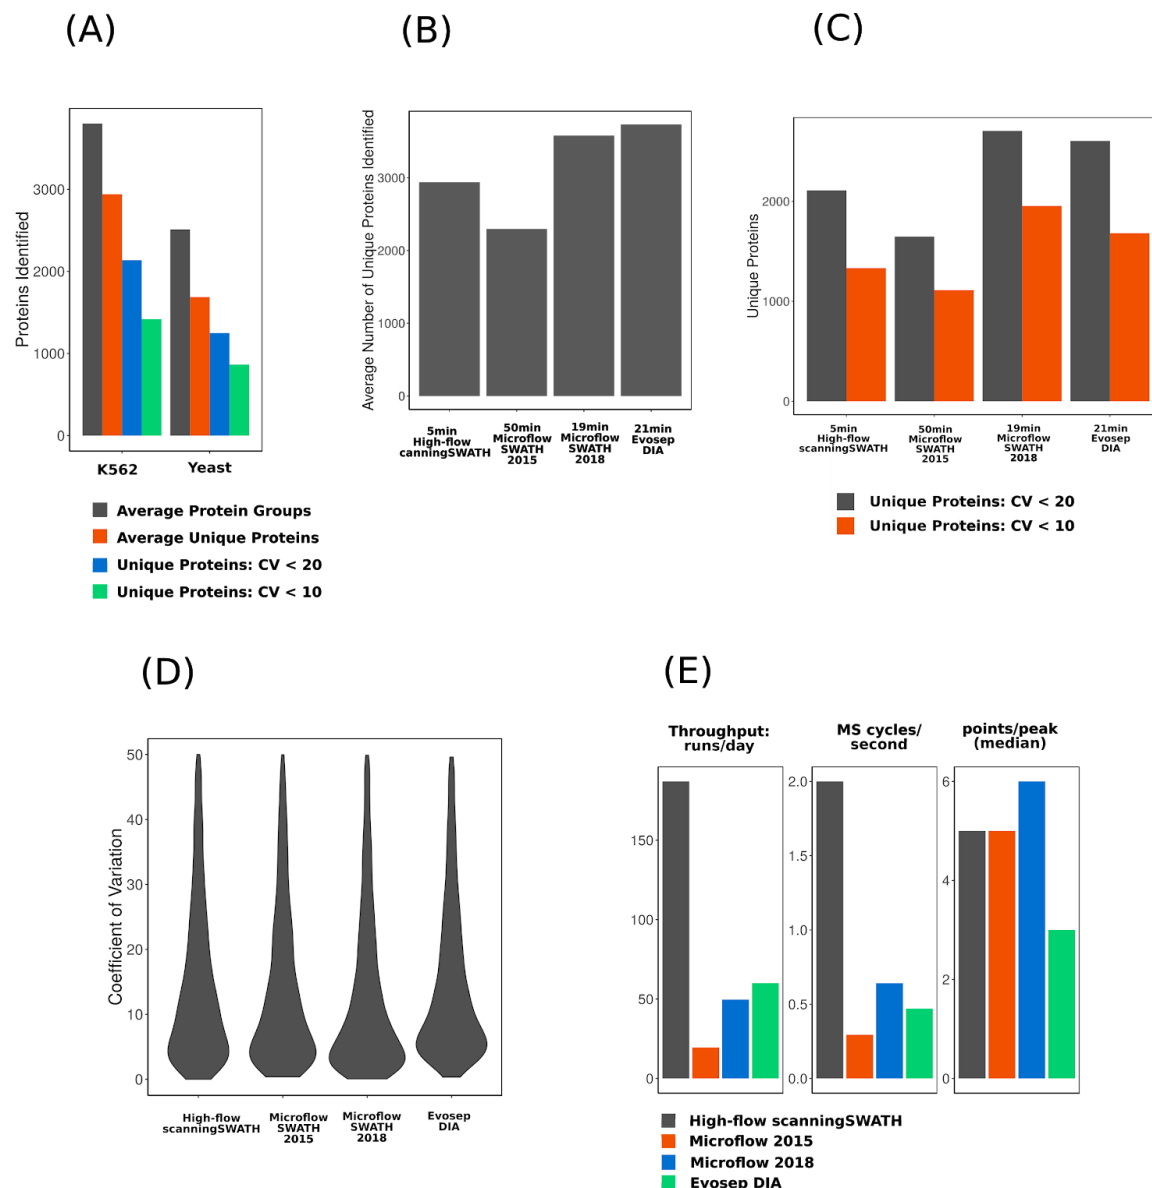 (A)
Proteins Identified
3000
2000
1000
0
K562
Yeast
Average Protein Groups
Average Unique Proteins
Unique Proteins: CV < 20
Unique Proteins: CV < 10
(B)
Average Number of Unique Proteins Identified
3000
2000
1000
0
5min
High-flow
canningSWATH
50min
Microflow
SWATH
2015
19min
Microflow
SWATH
2018
21min
Evosep
DIA
(C)
Unique Proteins
2000
1000
0
5min
High-flow
scanningSWATH
50min
Microflow
SWATH
2015
19min
Microflow
SWATH
2018
21min
Evosep
DIA
Unique Proteins: CV < 20
Unique Proteins: CV < 10
(D)
Coefficient of Variation
50
40
30
20
10
0
High-flow
scanningSWATH
Microflow
SWATH
2015
Microflow
SWATH
2018
Evosep
DIA
(E)
Throughput:
runs/day
150
100
50
0
MS cycles/
second
2.0
1.5
1.0
0.5
0.0
points/peak
(median)
6
4
2
0
High-flow scanningSWATH
Microflow 2015
Microflow 2018
Evosep DIA